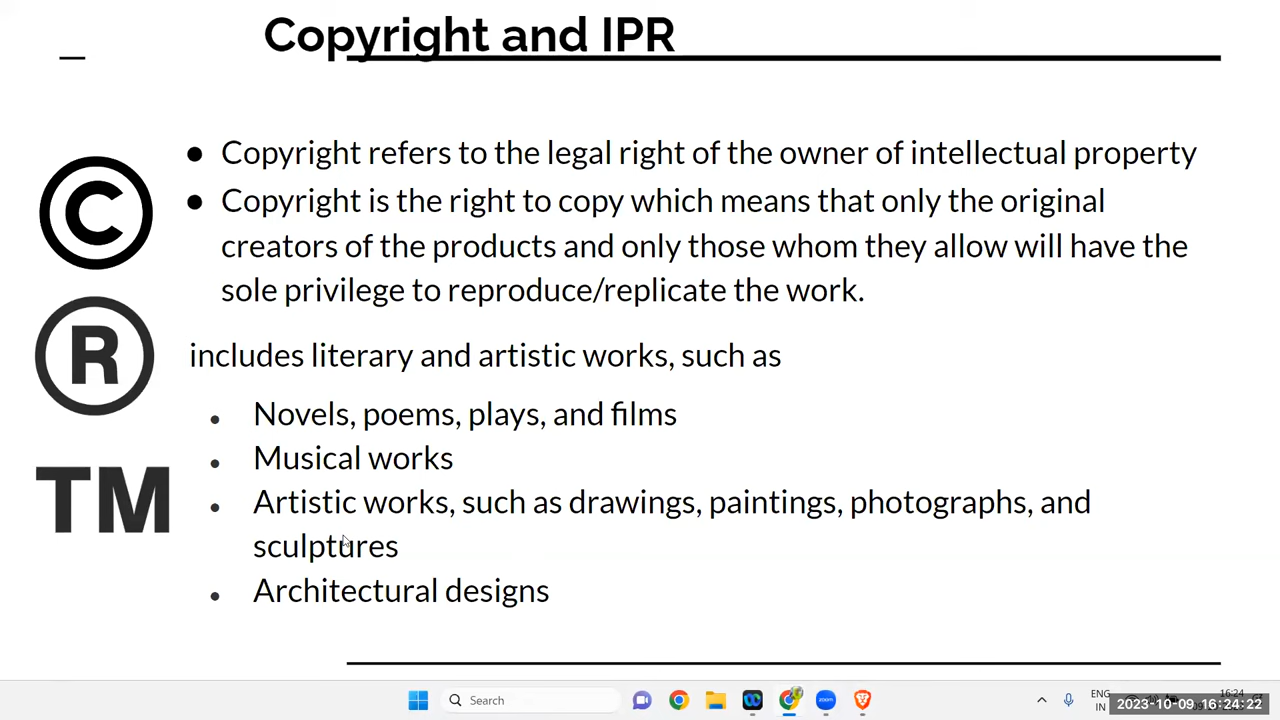 Copyright and IPR
● Copyright refers to the legal right of the owner of intellectual property
● Copyright is the right to copy which means that only the original
creators of the products and only those whom they allow will have the
sole privilege to reproduce/replicate the work.
includes literary and artistic works, such as
• Novels, poems, plays, and films
• Musical works
• Artistic works, such as drawings, paintings, photographs, and
sculptures
• Architectural designs
©
®
TM
Search
zoom
ENG
IN
16:24
2023-10-09 16:24:22